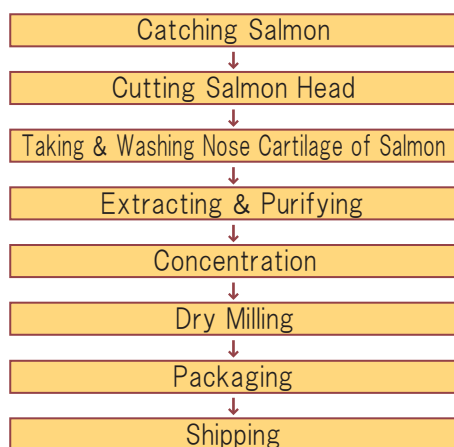 Catching Salmon
Cutting Salmon Head
Taking & Washing Nose Cartilage of Salmon
Extracting & Purifying
Concentration
Dry Milling
Packaging
Shipping